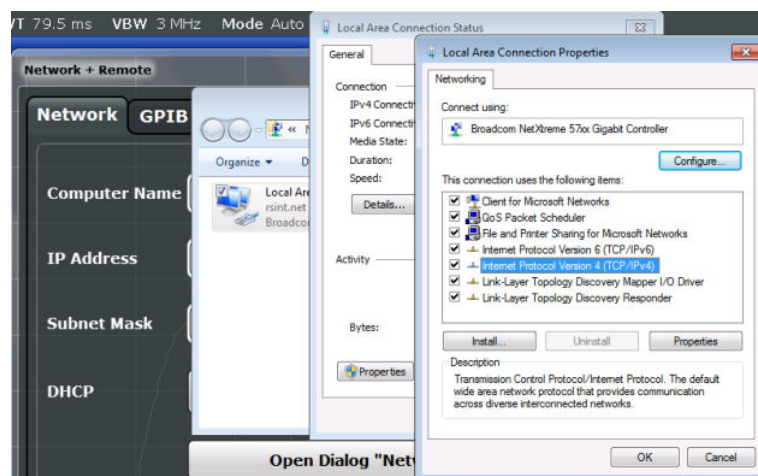 79.5 ms VBW 3 MHz Mode Auto
Network + Remote
Network GPIB
Computer Name
IP Address
Subnet Mask
DHCP
Open Dialog "Netw
Organize
Local Are
rsint.net
Broadcor
Local Area Connection Status
General
Connection
IPv4 Connecti
IPv6 Connecti
Media State:
Duration:
Speed:
Details...
Activity
Bytes:
Properties
Local Area Connection Properties
Networking
Connect using:
Broadcom NetXtreme 57xx Gigabit Controller
Configure...
This connection uses the following items:
Client for Microsoft Networks
QoS Packet Scheduler
File and Printer Sharing for Microsoft Networks
Internet Protocol Version 6 (TCP/IPv6)
Internet Protocol Version 4 (TCP/IPv4)
Link-Layer Topology Discovery Mapper I/O Driver
Link-Layer Topology Discovery Responder
Install... Uninstall Properties
Description
Transmission Control Protocol/Internet Protocol. The default
wide area network protocol that provides communication
across diverse interconnected networks.
OK Cancel